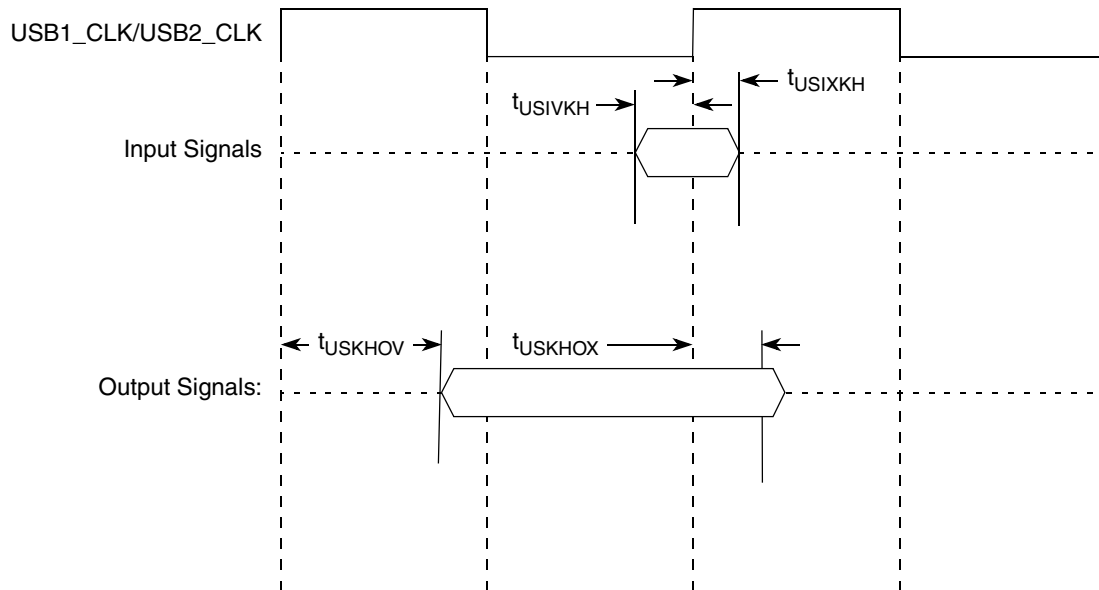 USB1_CLK/USB2_CLK
tUSIXKH
tUSIVKH
Input Signals
tUSKHOV
tUSKHOX
Output Signals: